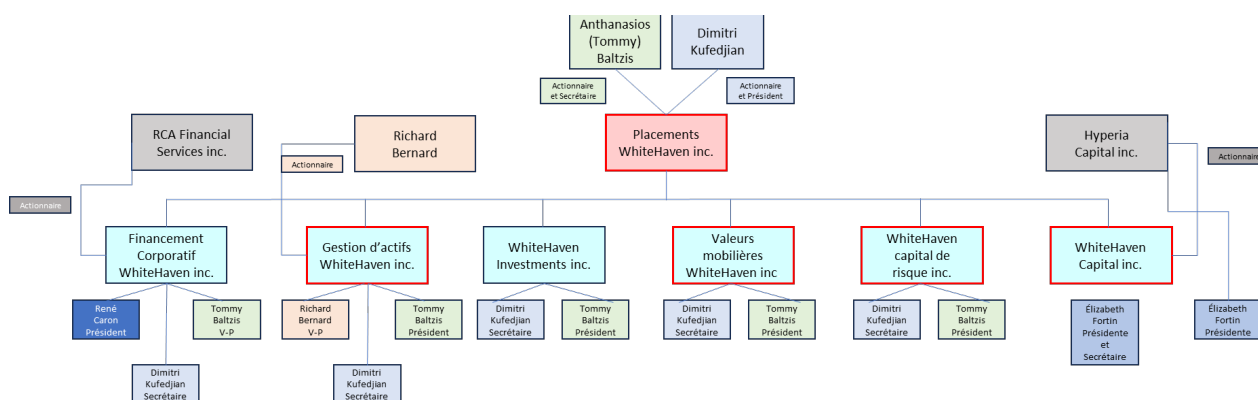 Anthanasios
(Tommy)
Baltzis
Dimitri
Kufedjian
Actionnaire
et Secrétaire
Actionnaire
et Président
RCA Financial
Services inc.
Richard
Bernard
Placements
WhiteHaven inc.
Hyperia
Capital inc.
Actionnaire
Actionnaire
Actionnaire
Financement
Corporatif
WhiteHaven inc.
Gestion d'actifs
WhiteHaven inc.
WhiteHaven
Investments inc.
Valeurs
mobilières
WhiteHaven inc
WhiteHaven
capital de
risque inc.
WhiteHaven
Capital inc.
René
Caron
Président
Tommy
Baltzis
V-P
Richard
Bernard
V-P
Tommy
Baltzis
Président
Dimitri
Kufedjian
Secrétaire
Tommy
Baltzis
Président
Dimitri
Kufedjian
Secrétaire
Tommy
Baltzis
Président
Dimitri
Kufedjian
Secrétaire
Tommy
Baltzis
Président
Élizabeth
Fortin
Présidente
et
Secrétaire
Élizabeth
Fortin
Présidente
Dimitri
Kufedjian
Secrétaire
Dimitri
Kufedjian
Secrétaire